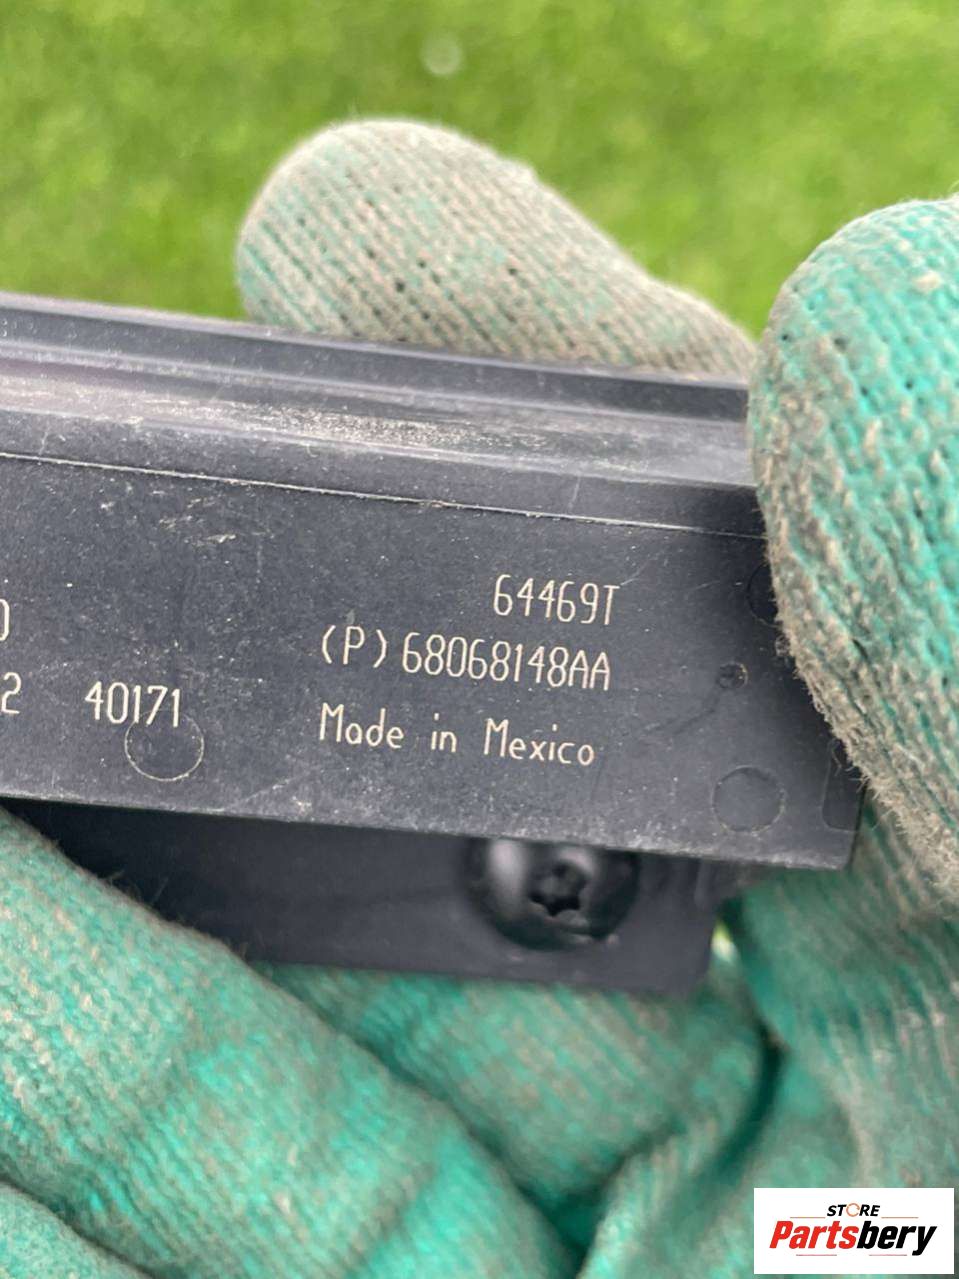 64469T
(P)68068148AA
2 40171
Made in Mexico
STORE
Partsbery